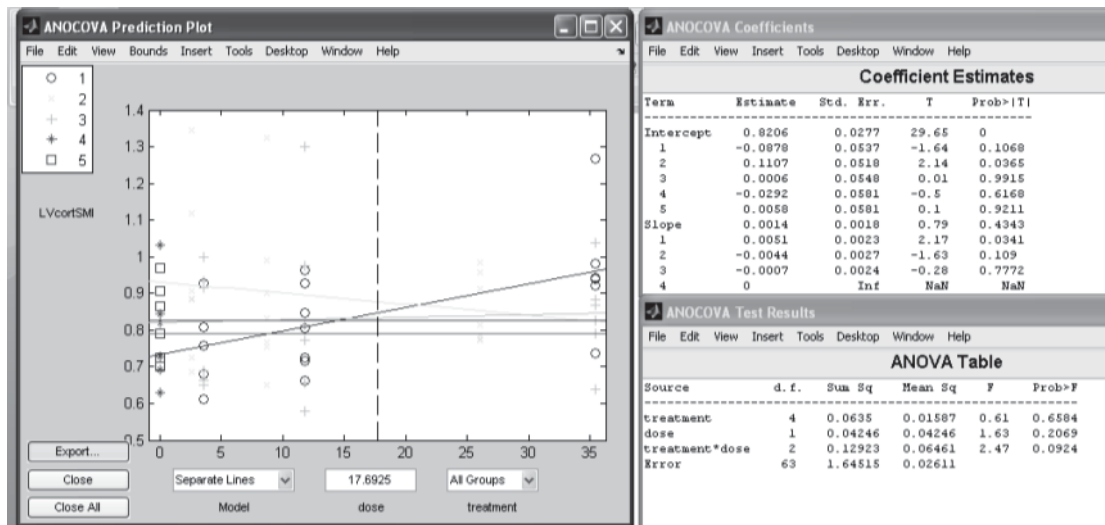 ANOCOVA Prediction Plot
File Edit View Bounds Insert Tools Desktop Window Help
1
2
3
4
5
LVcortSMI
1.4
1.3
1.2
1.1
1
0.9
0.8
0.7
0.6
0.5
0 5 10 15 20 25 30 35
Export...
Close
Close All
Separate Lines
17.6925
All Groups
Model dose treatment
ANOCOVA Coefficients
File Edit View Insert Tools Desktop Window Help
Coefficient Estimates
Term Estimate Std. Err. T Prob>|T|
Intercept 0.8206 0.0277 29.65 0
1 -0.0878 0.0537 -1.64 0.1068
2 0.1107 0.0518 2.14 0.0365
3 0.0006 0.0548 0.01 0.9915
4 -0.0292 0.0581 -0.5 0.6168
5 0.0058 0.0581 0.1 0.9211
Slope 0.0014 0.0018 0.79 0.4343
1 0.0051 0.0023 2.17 0.0341
2 -0.0044 0.0027 -1.63 0.109
3 -0.0007 0.0024 -0.28 0.7772
4 0 Inf NaN NaN
ANOCOVA Test Results
File Edit View Insert Tools Desktop Window Help
ANOVA Table
Source d.f. Sum Sq Mean Sq F Prob>F
treatment 4 0.0635 0.01587 0.61 0.6584
dose 1 0.04246 0.04246 1.63 0.2069
treatment*dose 2 0.12923 0.06461 2.47 0.0924
Error 63 1.64515 0.02611